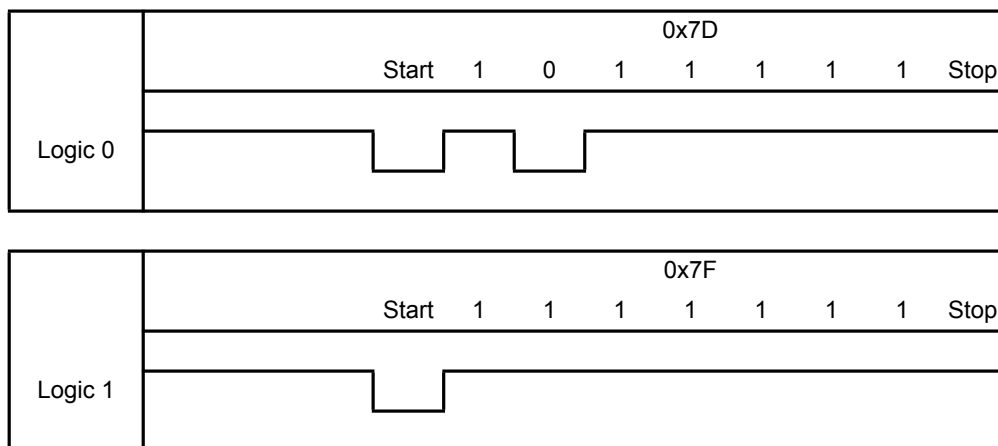 0x7D
Start 1 0 1 1 1 1 1 Stop
Logic 0
0x7F
Start 1 1 1 1 1 1 1 Stop
Logic 1